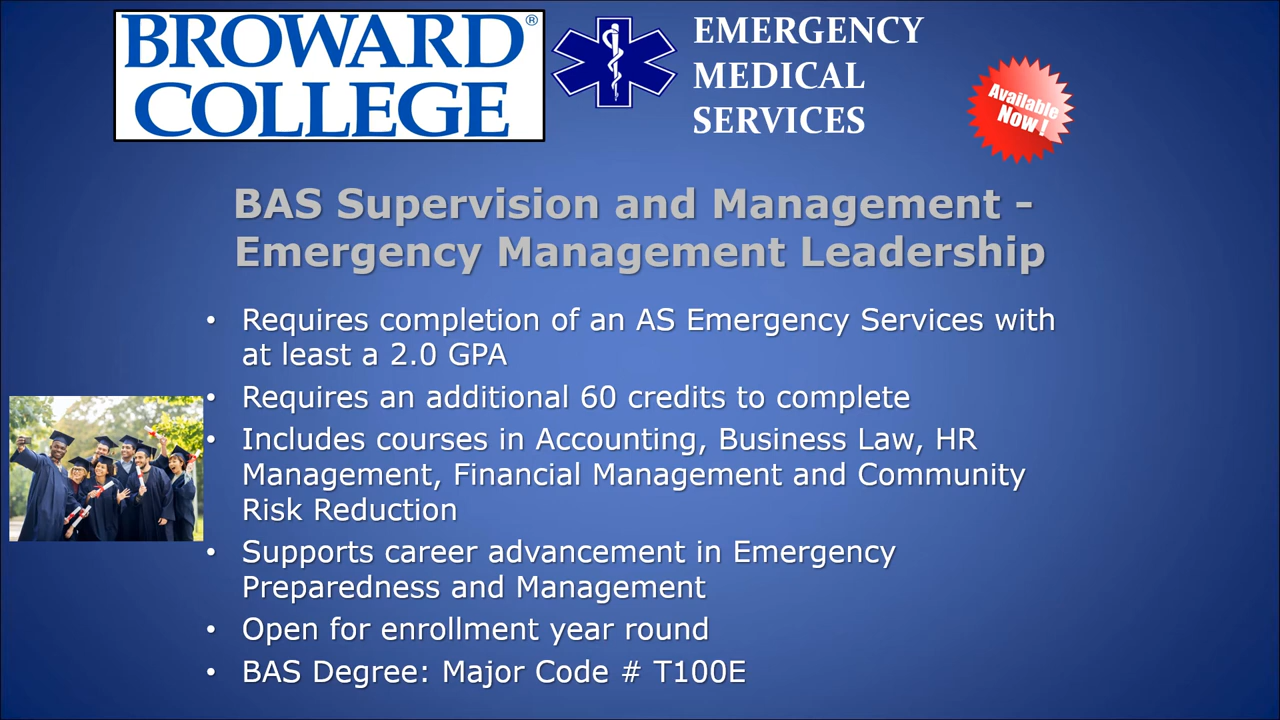 BROWARD®
COLLEGE
EMERGENCY
MEDICAL
SERVICES
Available
Now !
BAS Supervision and Management -
Emergency Management Leadership
• Requires completion of an AS Emergency Services with
at least a 2.0 GPA
• Requires an additional 60 credits to complete
• Includes courses in Accounting, Business Law, HR
Management, Financial Management and Community
Risk Reduction
• Supports career advancement in Emergency
Preparedness and Management
• Open for enrollment year round
• BAS Degree: Major Code # T100E